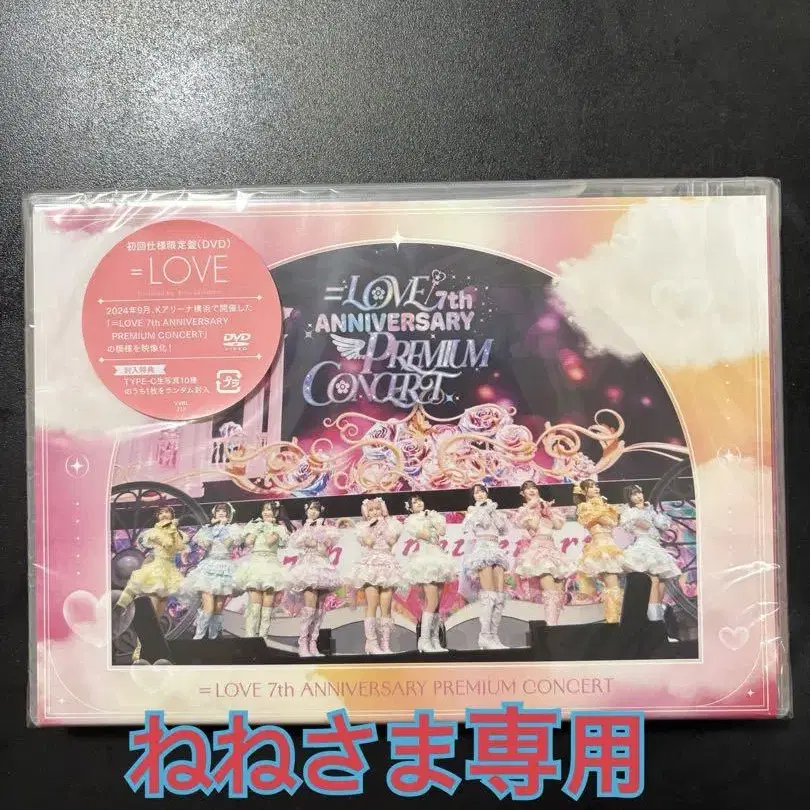 初回仕様限定盤(DVD)
=LOVE
2024年9月、Kアリーナ横浜で開催した
「=LOVE 7th ANNIVERSARY
PREMIUM CONCERT」
の模様を映像化!
DVD
封入特典
TYPE-C生写真10種
のうち1枚をランダム封入
プラ
=LOVE 7th
ANNIVERSARY
PREMIUM
CONCERT
=LOVE 7th ANNIVERSARY PREMIUM CONCERT
ねねさま専用